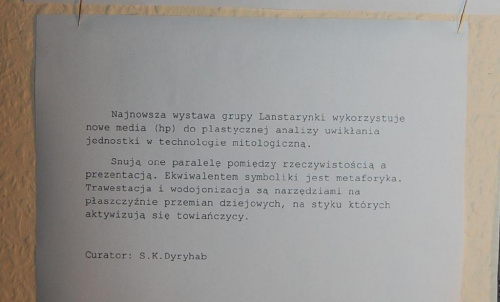 Najnowsza wystawa grupy Lanstarynki wykorzystuje
nowe media (hp) do plastycznej analizy uwikłania
jednostki w technologie mitologiczną.
Snują one paralelę pomiędzy rzeczywistością a
prezentacją. Ekwiwalentem symboliki jest metaforyka.
Trawestacja i wodojonizacja są narzędziami na
płaszczyźnie przemian dziejowych, na styku których
aktywizują się towiańczycy.
Curator: S.K.Dyryhab